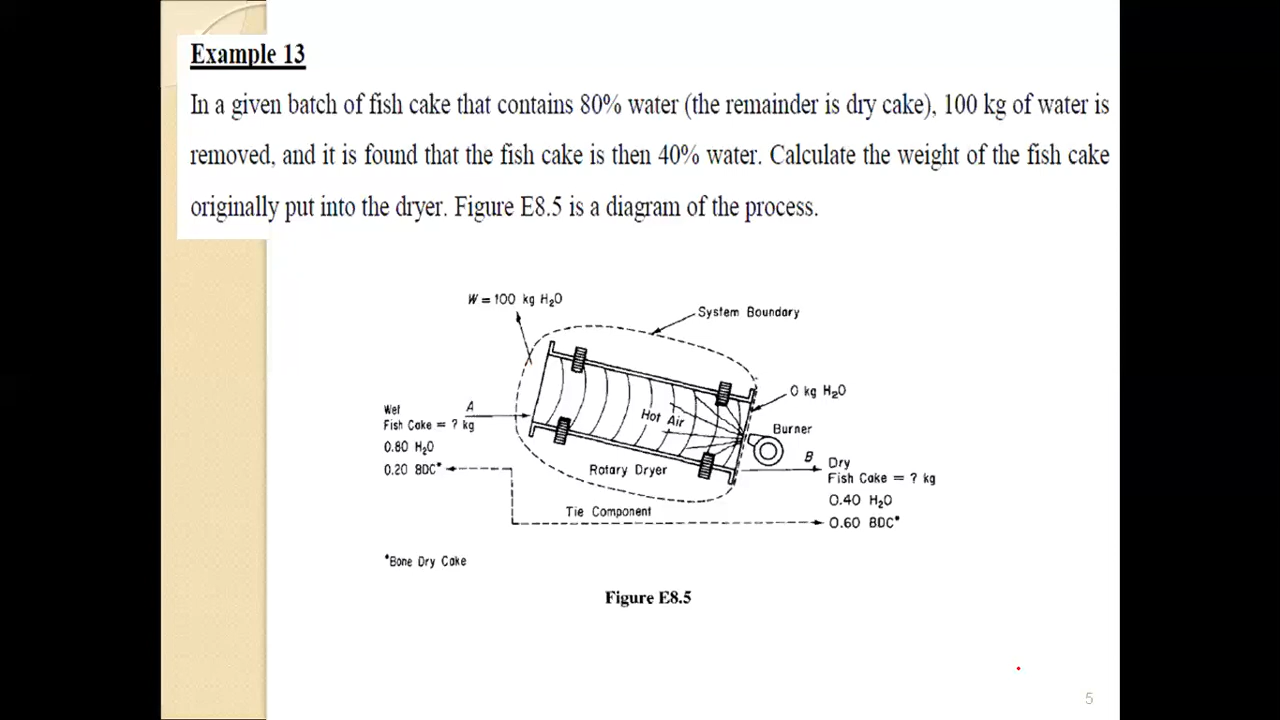 Example 13
In a given batch of fish cake that contains 80% water (the remainder is dry cake), 100 kg of water is
removed, and it is found that the fish cake is then 40% water. Calculate the weight of the fish cake
originally put into the dryer. Figure E8.5 is a diagram of the process.
W = 100 kg H₂O
System Boundary
0 kg H₂O
Wet
Fish Cake = ? kg
0.80 H₂O
0.20 BDC*
A
Hot Air
Burner
Rotary Dryer
B
Dry
Fish Cake = ? kg
0.40 H₂O
0.60 BDC*
Tie Component
*Bone Dry Cake
Figure E8.5
5